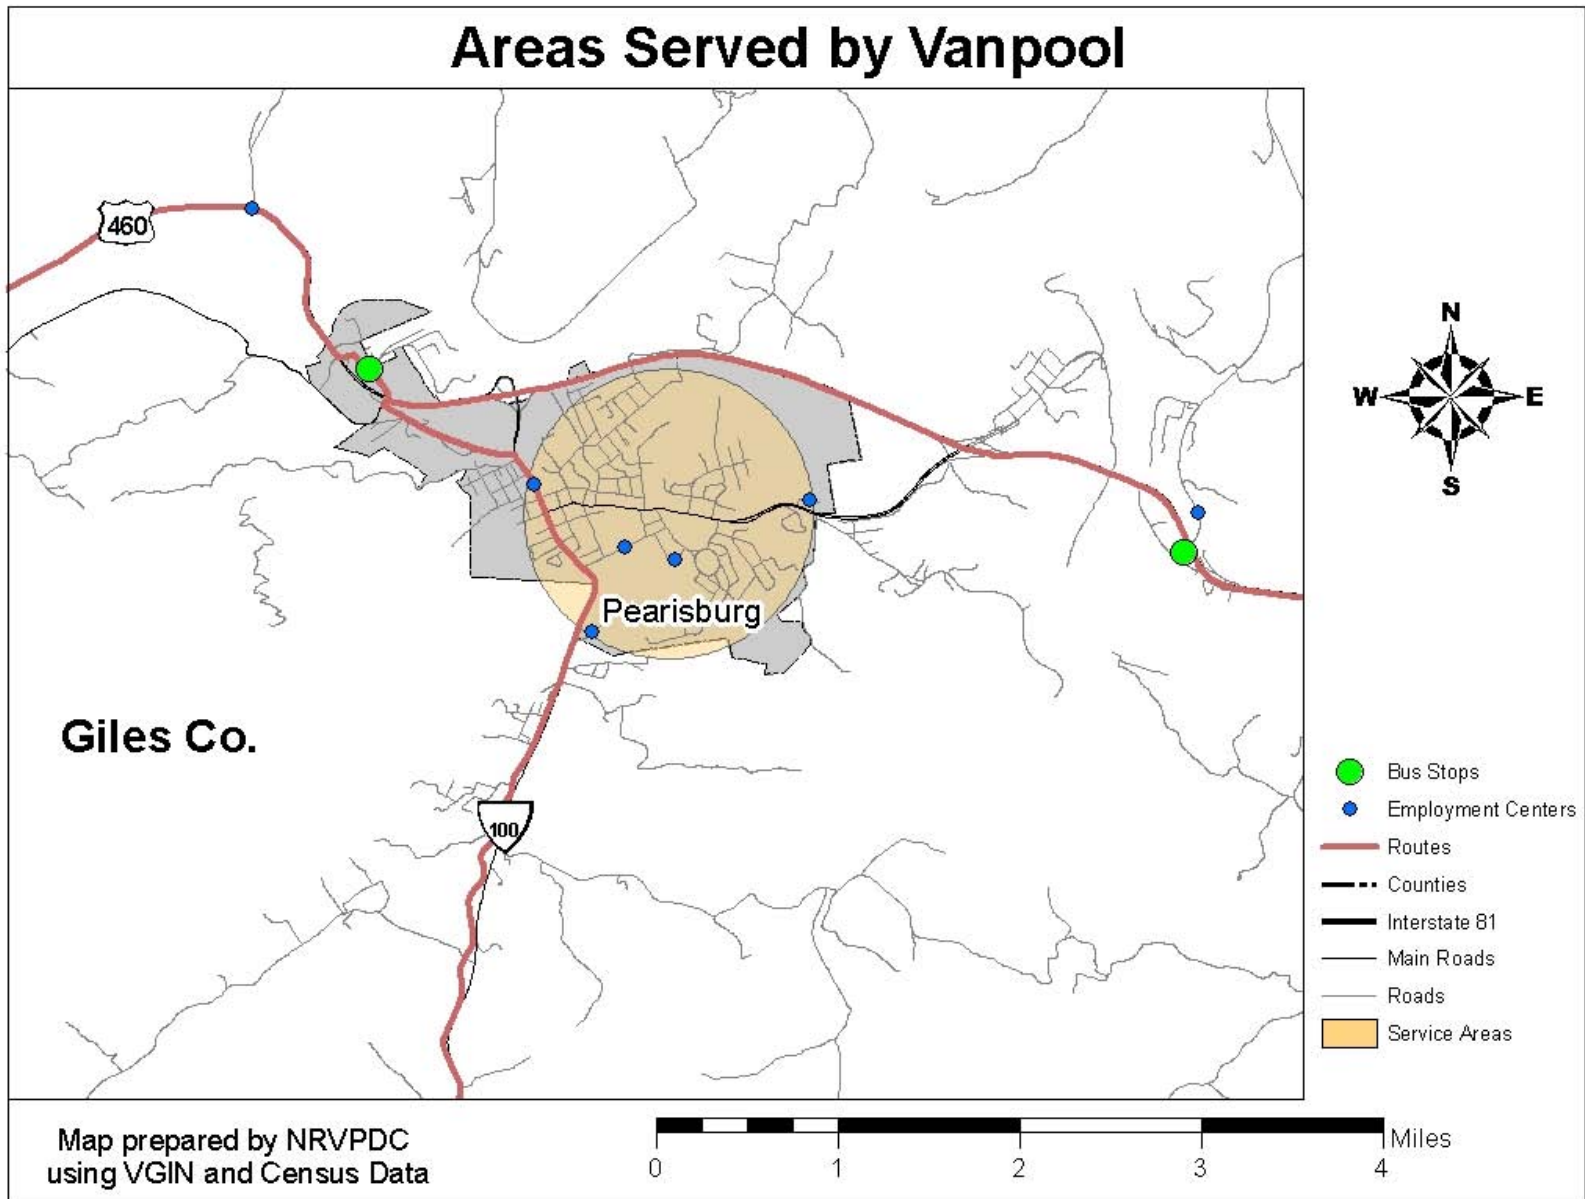 Areas Served by Vanpool
460
N
W
E
S
Pearisburg
Giles Co.
100
Bus Stops
Employment Centers
Routes
Counties
Interstate 81
Main Roads
Roads
Service Areas
Map prepared by NRVPDC
using VGIN and Census Data
Miles
0 1 2 3 4